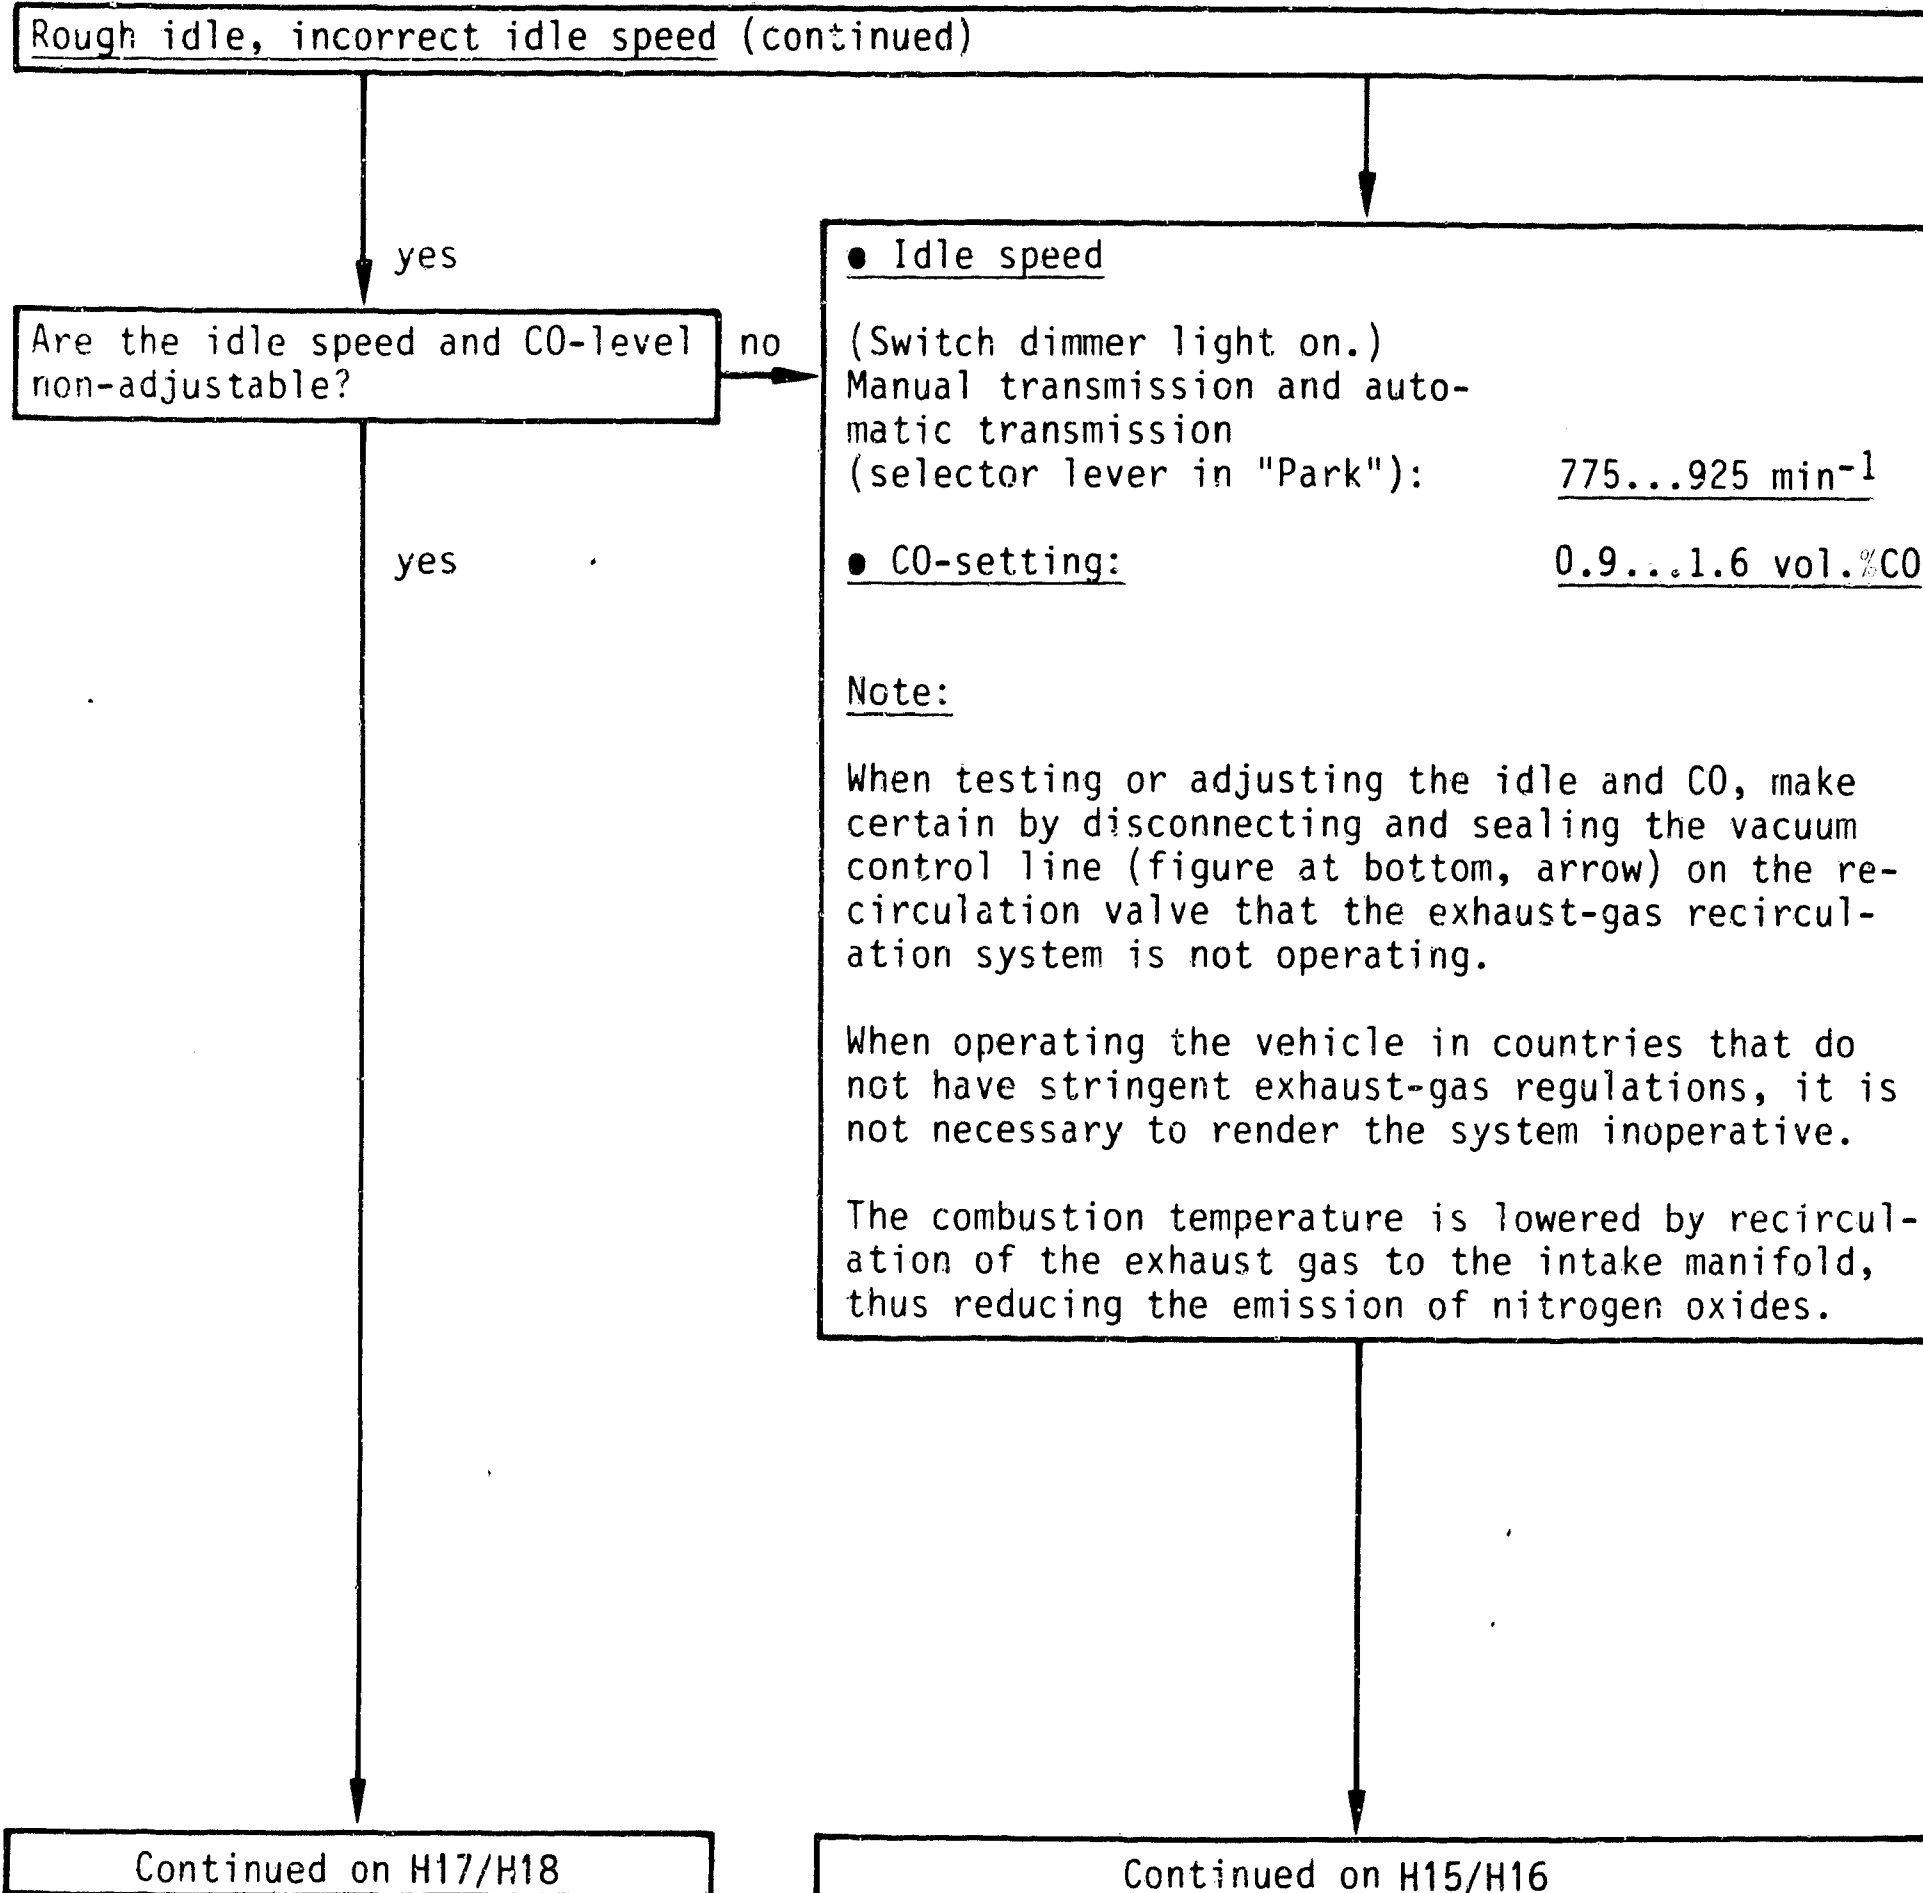 Rough idle, incorrect idle speed (continued)
yes
Are the idle speed and CO-level
non-adjustable?
no
yes
● Idle speed
(Switch dimmer light on.)
Manual transmission and auto-
matic transmission
(selector lever in "Park"): 775...925 min⁻¹
● CO-setting: 0.9...1.6 vol.%CO
Note:
When testing or adjusting the idle and CO, make
certain by disconnecting and sealing the vacuum
control line (figure at bottom, arrow) on the re-
circulation valve that the exhaust-gas recircul-
ation system is not operating.
When operating the vehicle in countries that do
not have stringent exhaust-gas regulations, it is
not necessary to render the system inoperative.
The combustion temperature is lowered by recircul-
ation of the exhaust gas to the intake manifold,
thus reducing the emission of nitrogen oxides.
Continued on H17/H18
Continued on H15/H16